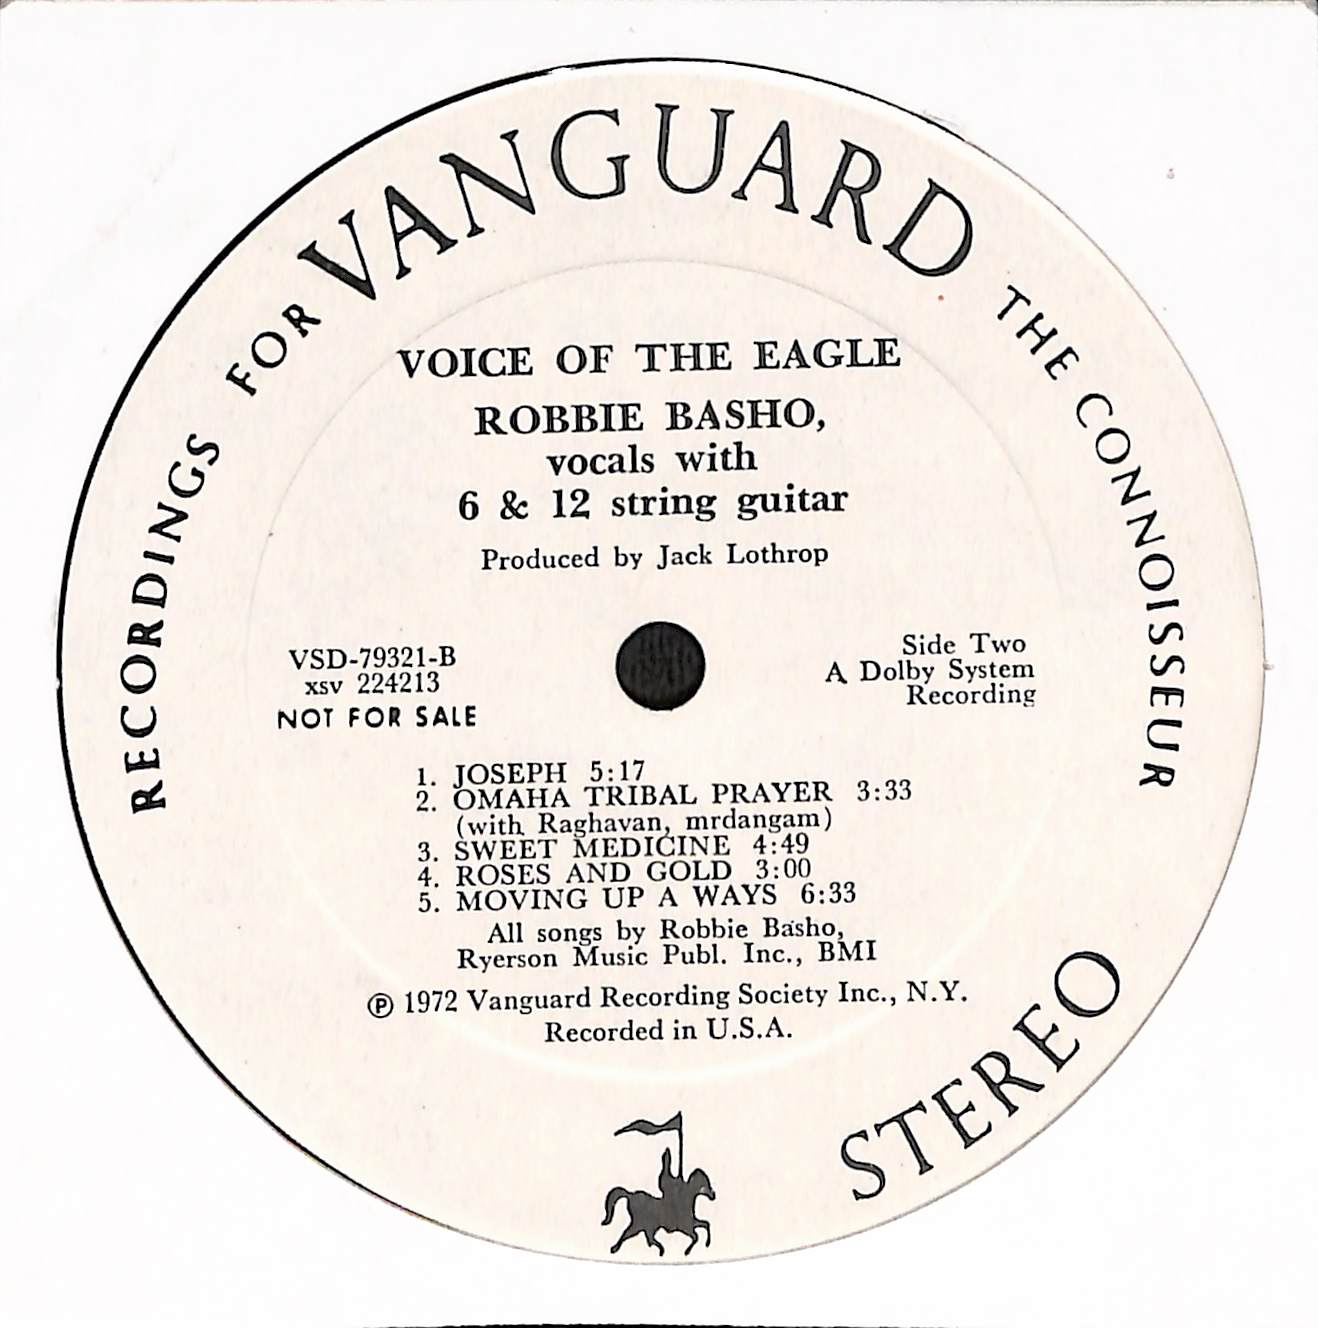 RECORDINGS FOR VANGUARD THE CONNOISSEUR
VOICE OF THE EAGLE
ROBBIE BASHO,
vocals with
6 & 12 string guitar
Produced by Jack Lothrop
VSD-79321-B
xsv 224213
NOT FOR SALE
Side Two
A Dolby System
Recording
1. JOSEPH 5:17
2. OMAHA TRIBAL PRAYER 3:33
(with Raghavan, mrdangam)
3. SWEET MEDICINE 4:49
4. ROSES AND GOLD 3:00
5. MOVING UP A WAYS 6:33
All songs by Robbie Basho,
Ryerson Music Publ. Inc., BMI
Ⓟ 1972 Vanguard Recording Society Inc., N.Y.
Recorded in U.S.A.
STEREO